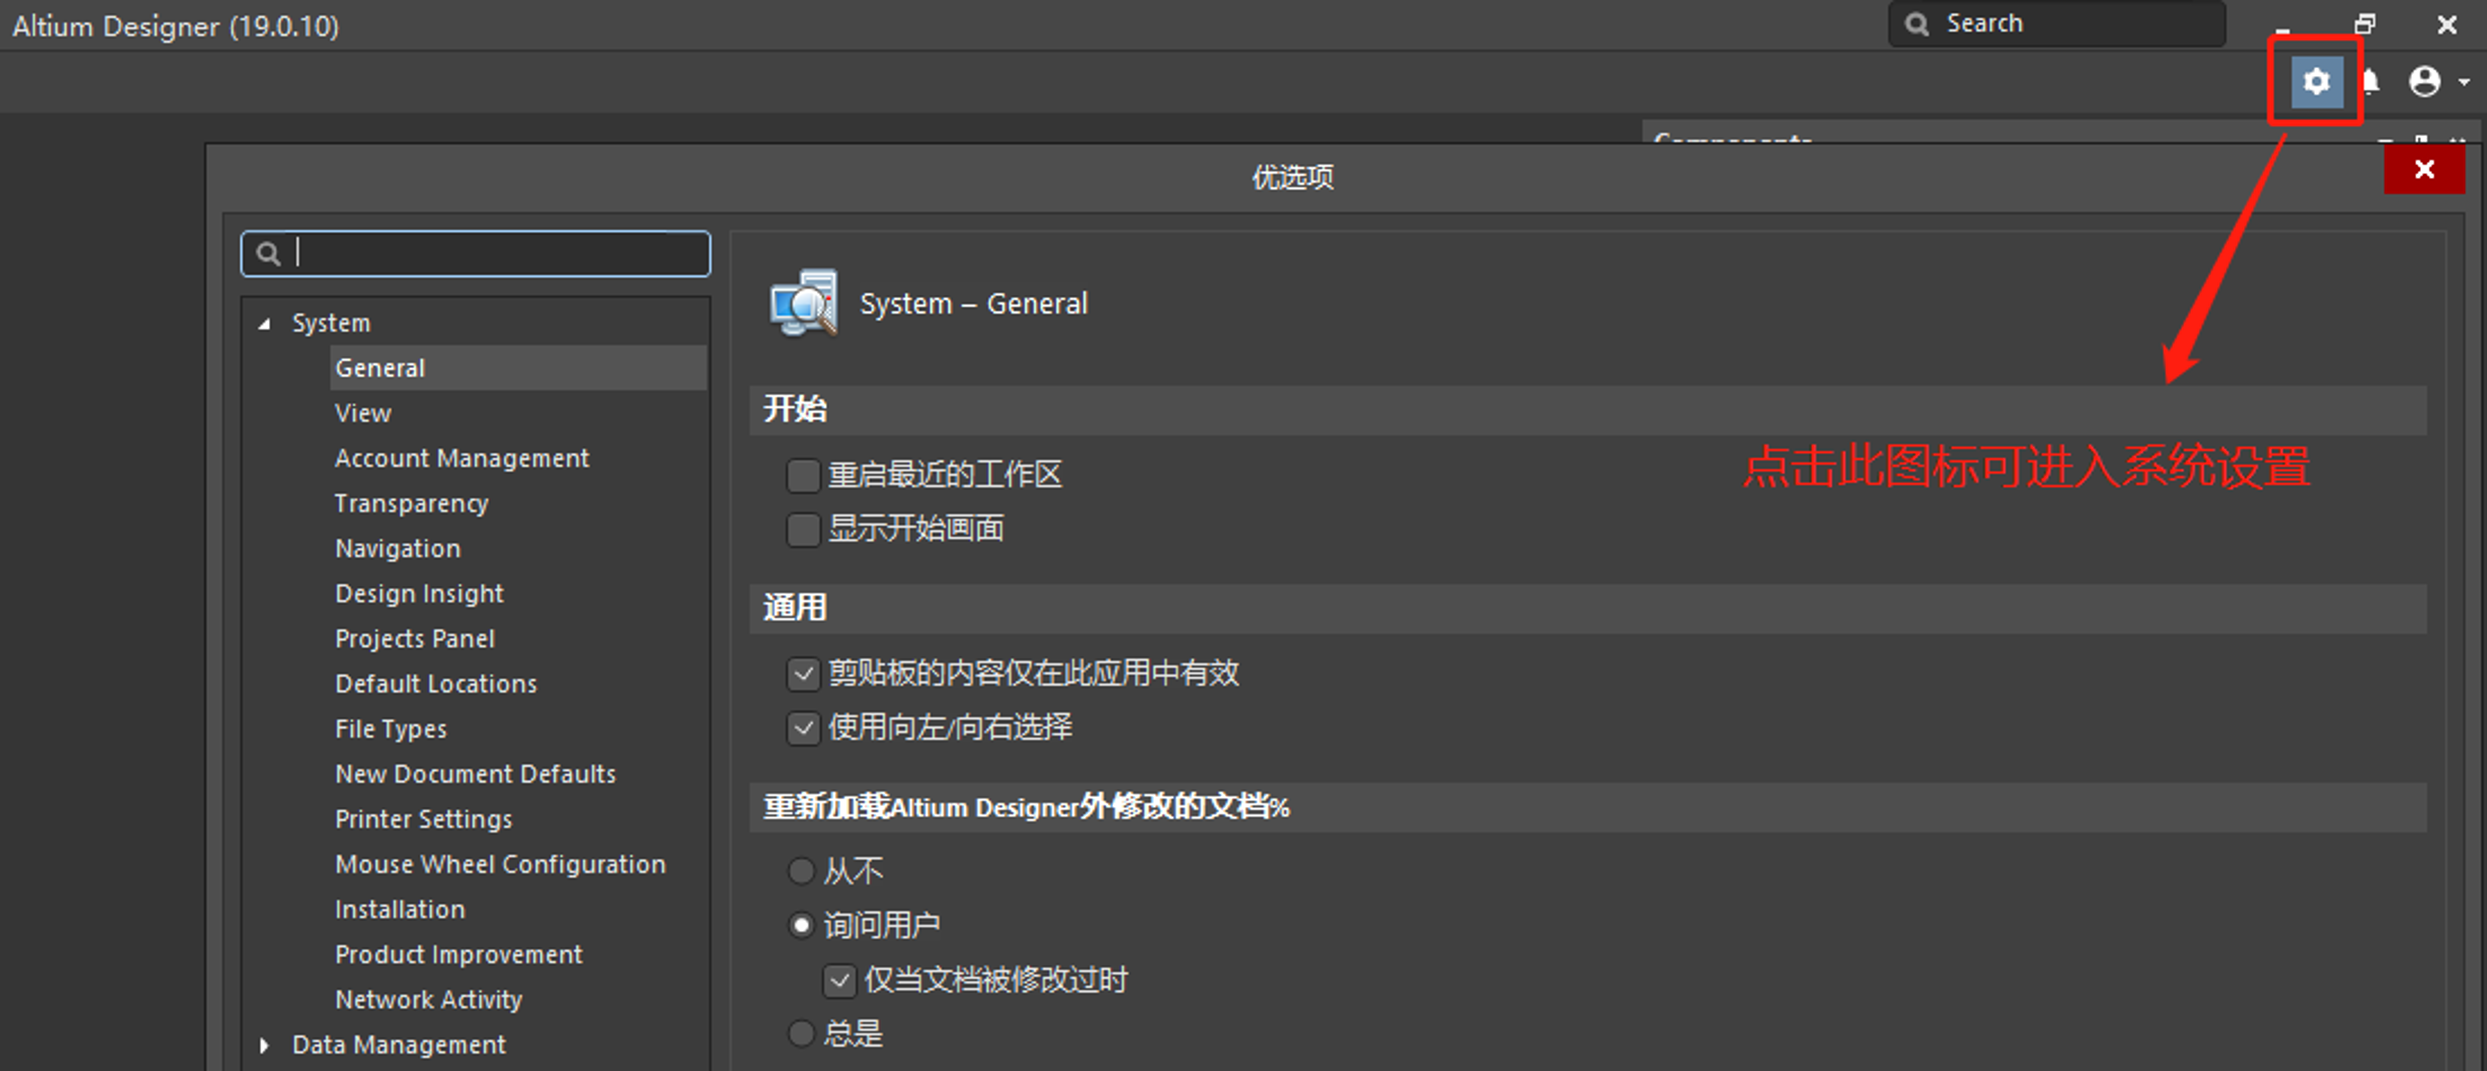 Altium Designer (19.0.10)
Search
Components
优选项
System
General
View
Account Management
Transparency
Navigation
Design Insight
Projects Panel
Default Locations
File Types
New Document Defaults
Printer Settings
Mouse Wheel Configuration
Installation
Product Improvement
Network Activity
Data Management
System – General
开始
重启最近的工作区
显示开始画面
点击此图标可进入系统设置
通用
剪贴板的内容仅在此应用中有效
使用向左/向右选择
重新加载Altium Designer外修改的文档%
从不
询问用户
仅当文档被修改过时
总是